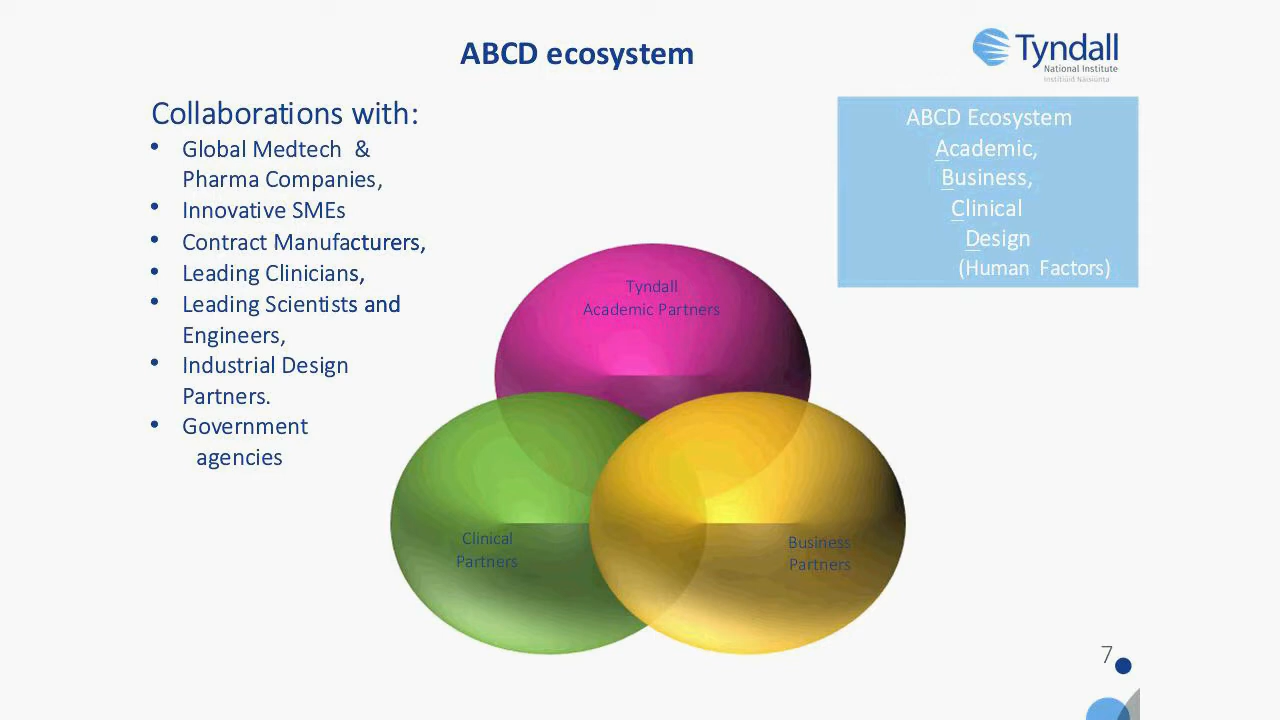 ABCD ecosystem
Tyndall
National Institute
Institiúid Náisiúnta
Collaborations with:
• Global Medtech &
Pharma Companies,
• Innovative SMEs
• Contract Manufacturers,
• Leading Clinicians,
• Leading Scientists and
Engineers,
• Industrial Design
Partners.
• Government
agencies
ABCD Ecosystem
Academic,
Business,
Clinical
Design
(Human Factors)
Tyndall
Academic Partners
Clinical
Partners
Business
Partners
7